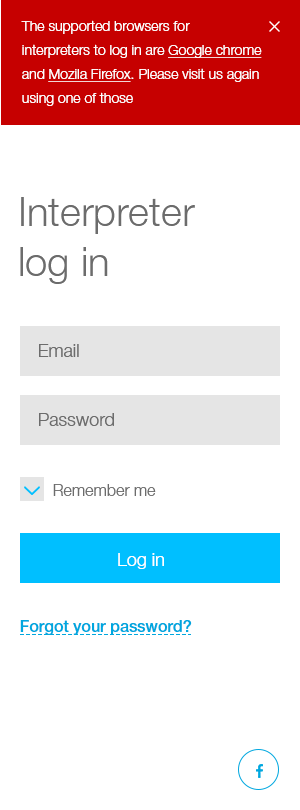 The supported browsers for
interpreters to log in are Google chrome
and Mozila Firefox. Please visit us again
using one of those
Interpreter
log in
Email
Password
Remember me
Log in
Forgot your password?